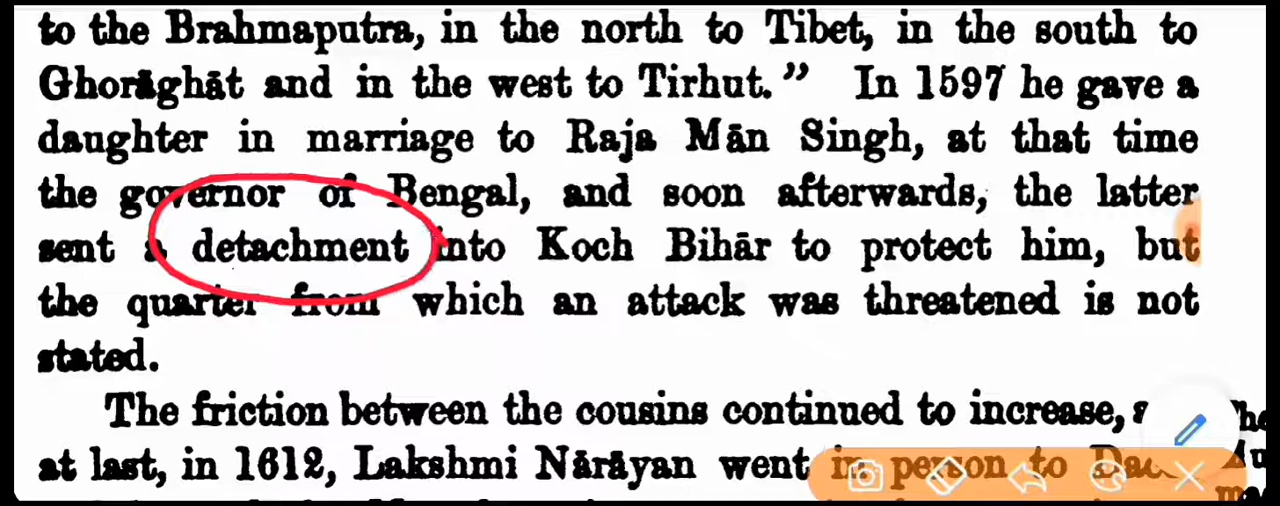 to the Brahmaputra, in the north to Tibet, in the south to
Ghorāghāt and in the west to Tirhut.” In 1597 he gave a
daughter in marriage to Raja Mān Singh, at that time
the governor of Bengal, and soon afterwards, the latter
sent a detachment into Koch Bihār to protect him, but
the quarter from which an attack was threatened is not
stated.
The friction between the cousins continued to increase,
at last, in 1612, Lakshmi Nārāyan went in person to